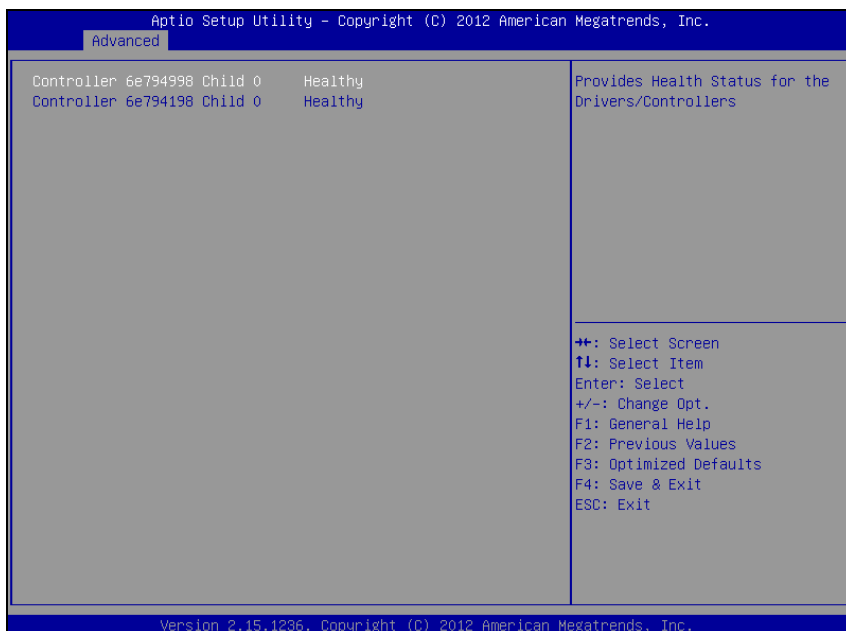 Aptio Setup Utility – Copyright (C) 2012 American Megatrends, Inc.
Advanced
Controller 6e794998 Child 0 Healthy
Controller 6e794198 Child 0 Healthy
Provides Health Status for the
Drivers/Controllers
→←: Select Screen
↑↓: Select Item
Enter: Select
+/-: Change Opt.
F1: General Help
F2: Previous Values
F3: Optimized Defaults
F4: Save & Exit
ESC: Exit
Version 2.15.1236. Copyright (C) 2012 American Megatrends, Inc.